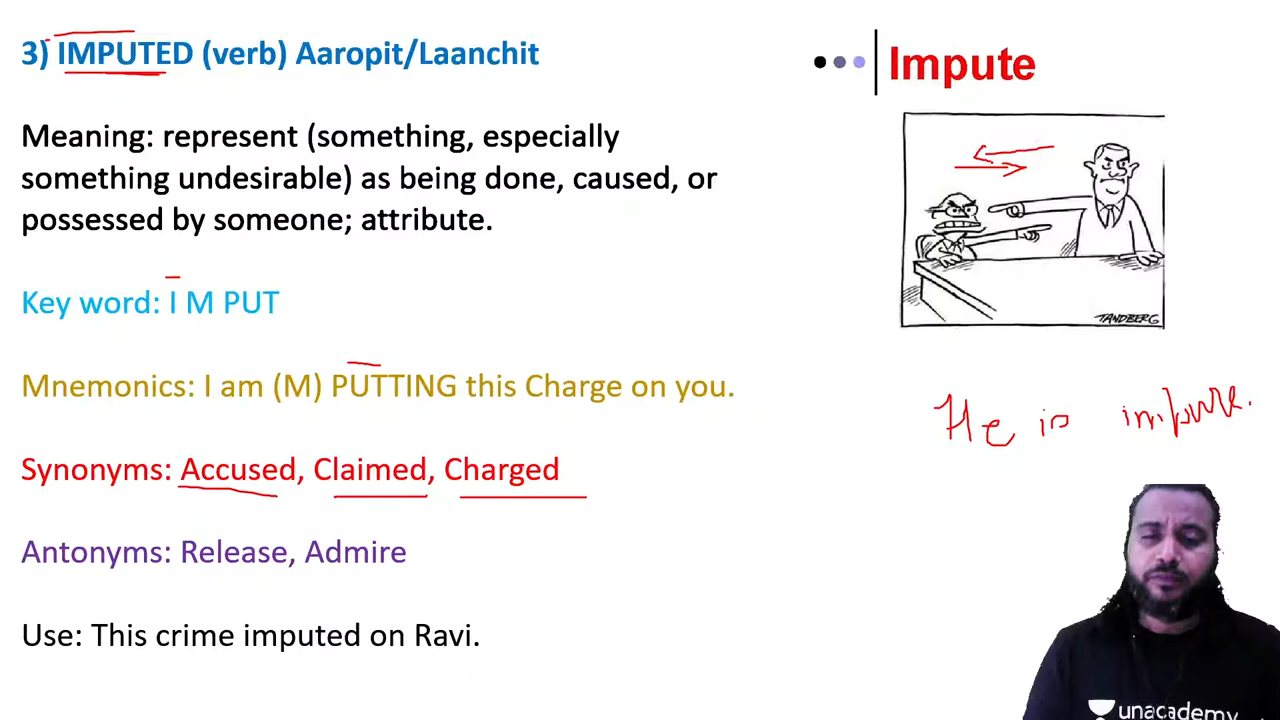 3) IMPUTED (verb) Aaropit/Laanchit
Meaning: represent (something, especially
something undesirable) as being done, caused, or
possessed by someone; attribute.
Key word: I M PUT
Mnemonics: I am (M) PUTTING this Charge on you.
Synonyms: Accused, Claimed, Charged
Antonyms: Release, Admire
Use: This crime imputed on Ravi.
Impute
TANDBERG
He is impure.
unacademy